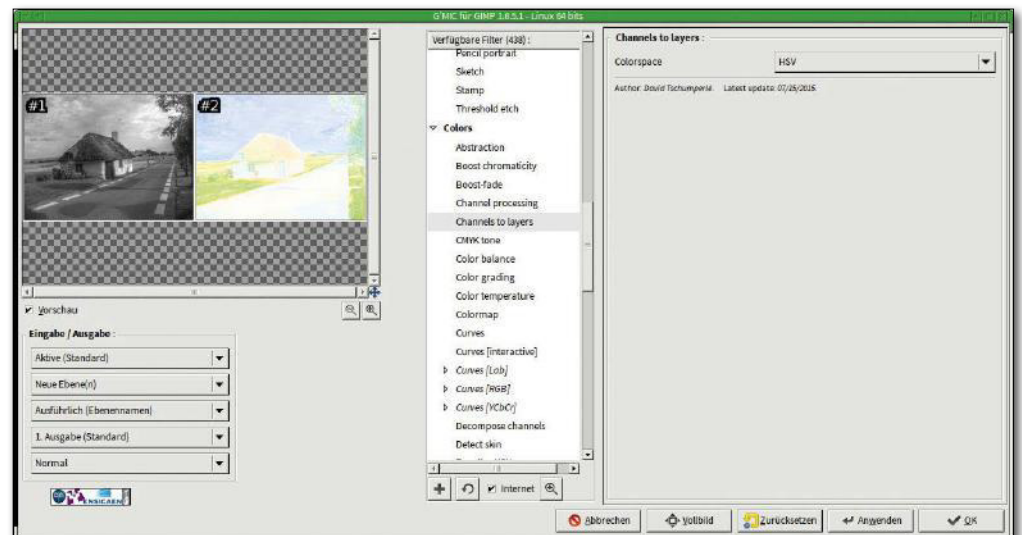 G'MIC für GIMP 1.6.5.1 - Linux 64 bits
#1
#2
Vorschau
Eingabe / Ausgabe :
Aktive (Standard)
Neue Ebene(n)
Ausführlich (Ebenennamen)
1. Ausgabe (Standard)
Normal
ENSICAEN
Verfügbare Filter (438) :
Pencil portrait
Sketch
Stamp
Threshold etch
Colors
Abstraction
Boost chromaticity
Boost-fade
Channel processing
Channels to layers
CMYK tone
Color balance
Color grading
Color temperature
Colormap
Curves
Curves [interactive]
Curves [Lab]
Curves [RGB]
Curves [YCbCr]
Decompose channels
Detect skin
Internet
Channels to layers :
Colorspace
HSV
Author: David Tschumperlé. Latest update: 07/25/2015.
Abbrechen
Vollbild
Zurücksetzen
Anwenden
OK